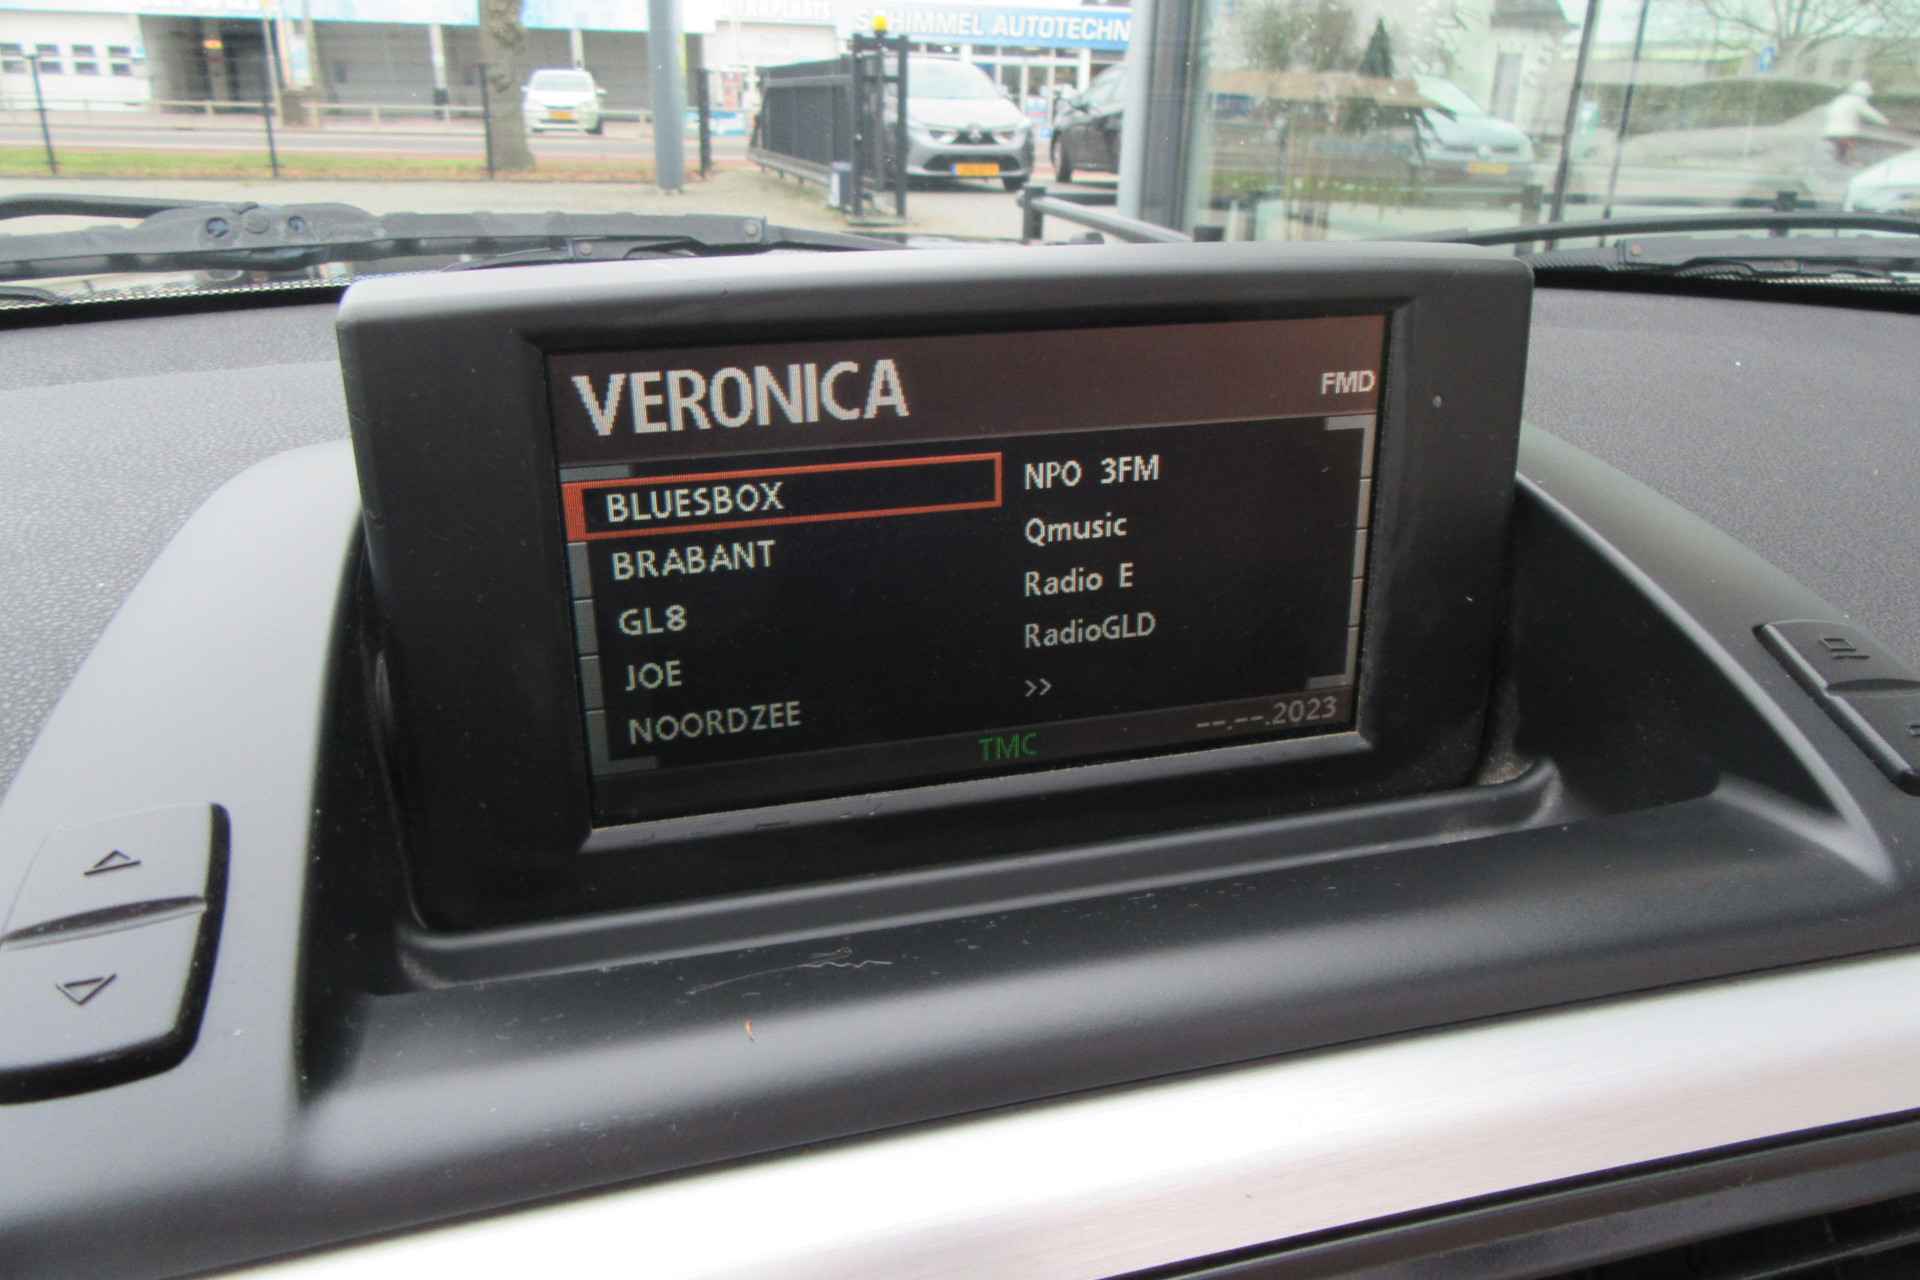 SCHIMMEL AUTOTECHN
VERONICA
FMD
BLUESBOX
BRABANT
GL8
JOE
NOORDZEE
NPO 3FM
Qmusic
Radio E
RadioGLD
>>
TMC
--.--.2023